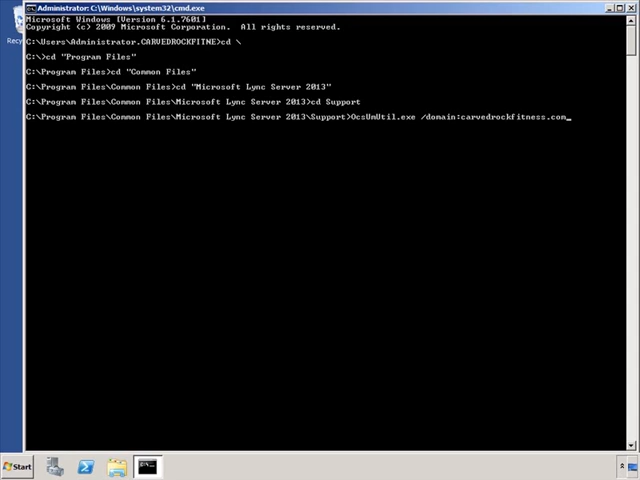 Administrator: C:\Windows\system32\cmd.exe
Microsoft Windows [Version 6.1.7601]
Copyright (c) 2009 Microsoft Corporation.  All rights reserved.
C:\Users\Administrator.CARVEDROCKFITNE>cd \
C:\>cd "Program Files"
C:\Program Files>cd "Common Files"
C:\Program Files\Common Files>cd "Microsoft Lync Server 2013"
C:\Program Files\Common Files\Microsoft Lync Server 2013>cd Support
C:\Program Files\Common Files\Microsoft Lync Server 2013\Support>OcsUmUtil.exe /domain:carvedrockfitness.com_
Recy
Start